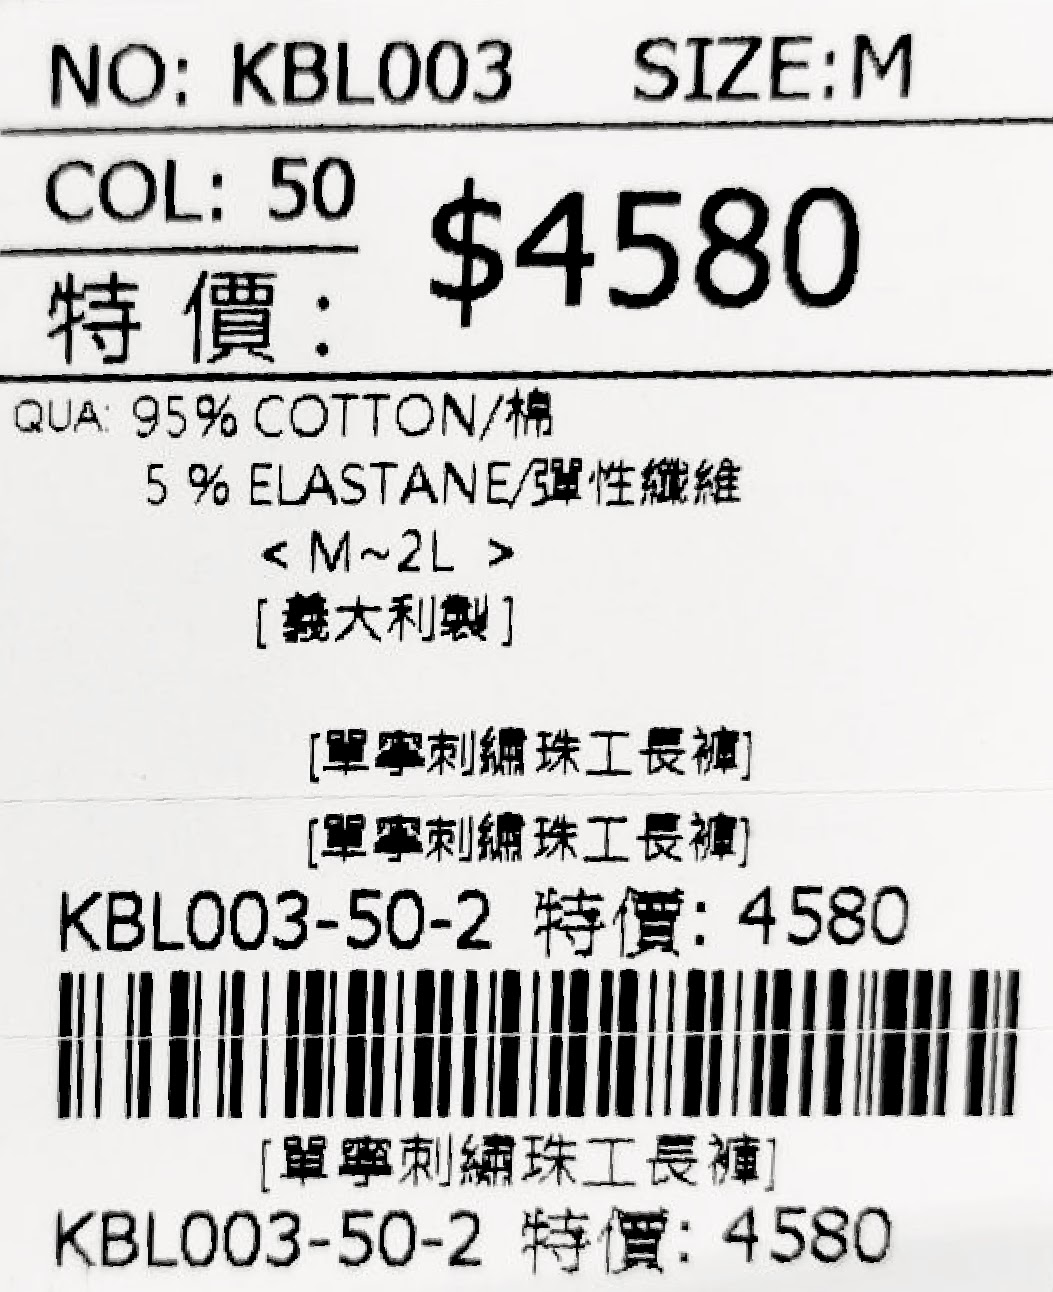 NO: KBL003 SIZE:M
COL: 50
$4580
特價:
QUA: 95% COTTON/棉
5 % ELASTANE/彈性纖維
< M~2L >
[義大利製]
[單寧刺繡珠工長褲]
[單寧刺繡珠工長褲]
KBL003-50-2 特價: 4580
[單寧刺繡珠工長褲]
KBL003-50-2 特價: 4580